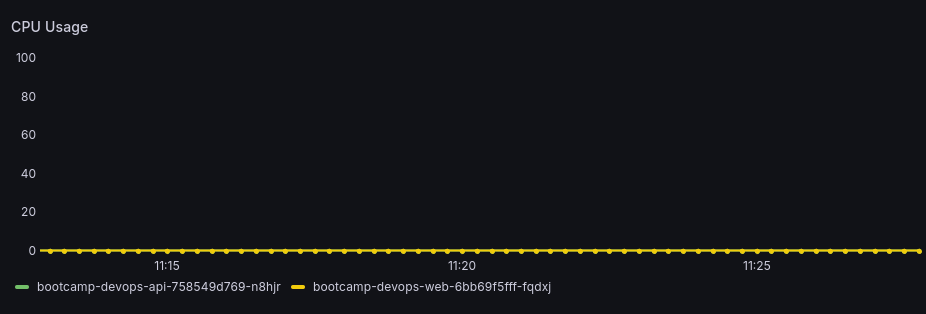 CPU Usage
100
80
60
40
20
0
11:15 11:20 11:25
bootcamp-devops-api-758549d769-n8hjr bootcamp-devops-web-6bb69f5fff-fqdxj